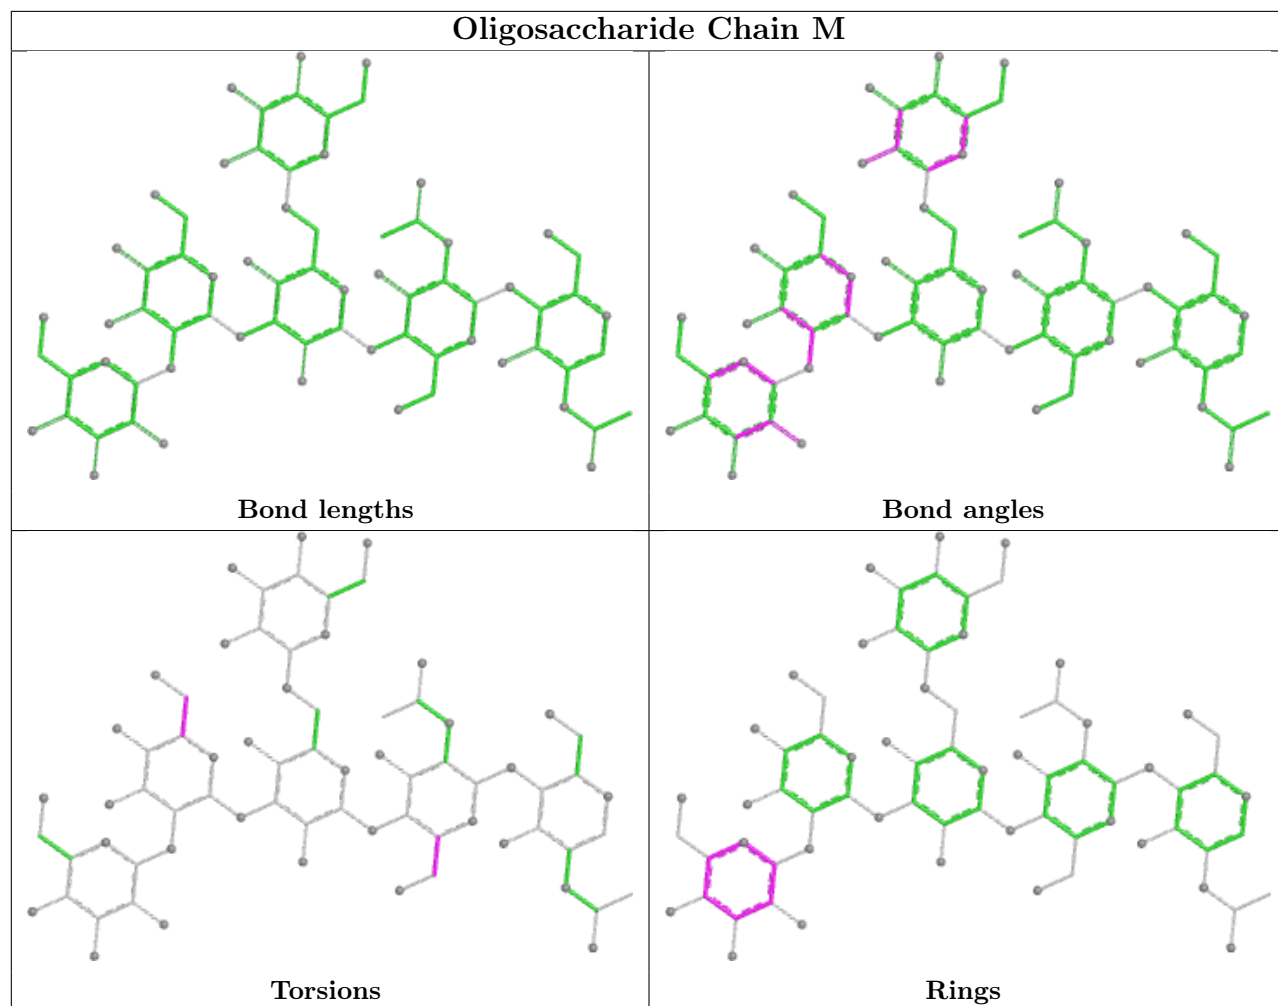 Oligosaccharide Chain M
Bond lengths
Bond angles
Torsions
Rings